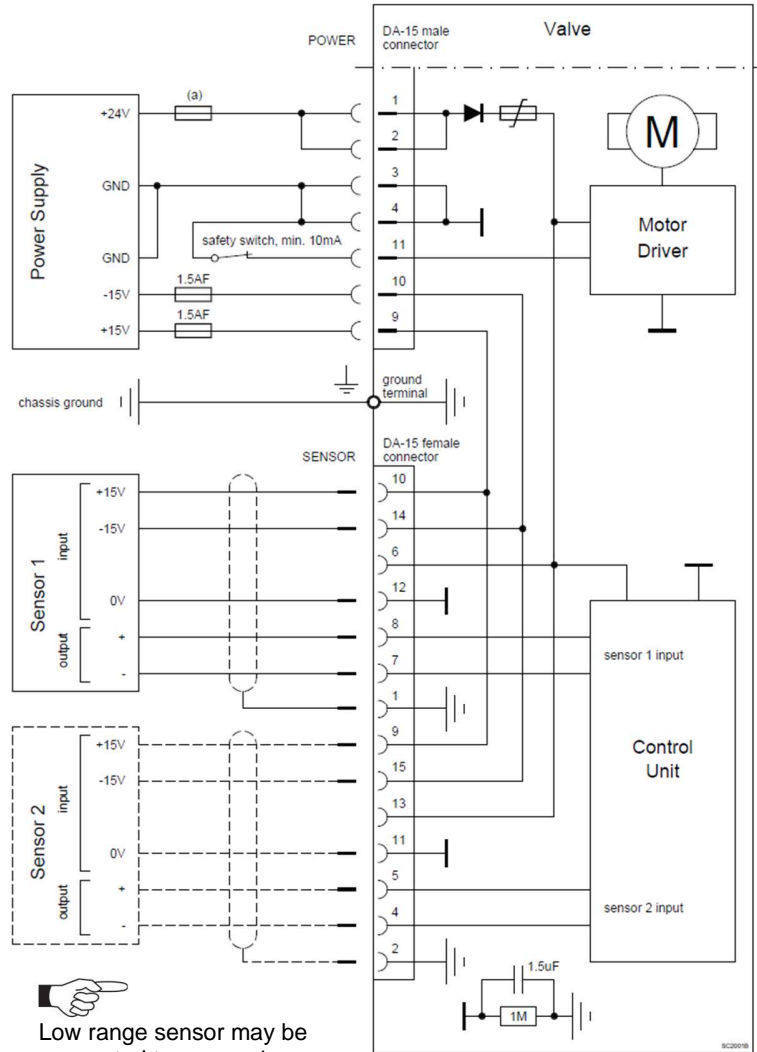 POWER
DA-15 male
connector
Valve
Power Supply
+24V
(a)
1
2
GND
3
4
safety switch, min. 10mA
GND
11
-15V
1.5AF
10
+15V
1.5AF
9
M
Motor
Driver
chassis ground
ground
terminal
SENSOR
DA-15 female
connector
Sensor 1
input
+15V
10
-15V
14
6
0V
12
output
+
8
-
7
1
sensor 1 input
Control
Unit
Sensor 2
input
+15V
9
-15V
15
13
0V
11
output
+
5
-
4
2
sensor 2 input
1.5uF
1M
SC2001B
Low range sensor may be